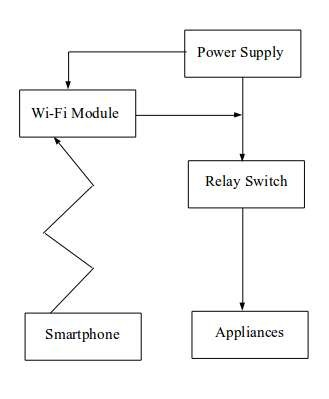 Power Supply
Wi-Fi Module
Relay Switch
Smartphone
Appliances